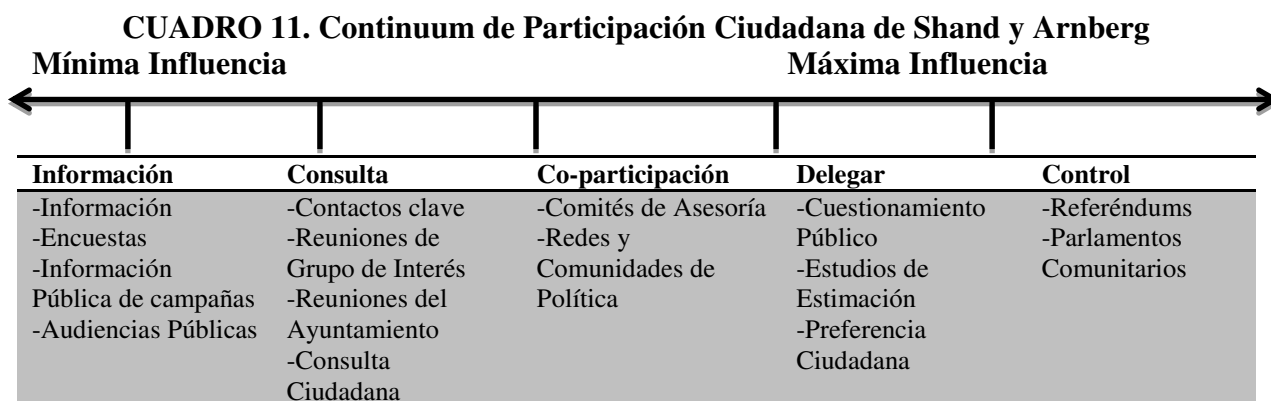 CUADRO 11. Continuum de Participación Ciudadana de Shand y Arnberg
Mínima Influencia Máxima Influencia
Información Consulta Co-participación Delegar Control
-Información -Contactos clave -Comités de Asesoría -Cuestionamiento -Referéndums
-Encuestas -Reuniones de -Redes y Público -Parlamentos
-Información Grupo de Interés Comunidades de -Estudios de Comunitarios
Pública de campañas -Reuniones del Política Estimación
-Audiencias Públicas Ayuntamiento -Preferencia
-Consulta Ciudadana
Ciudadana